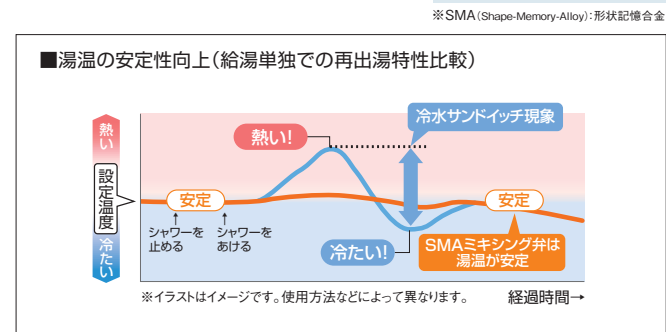 ※SMA(Shape-Memory-Alloy):形状記憶合金
■湯温の安定性向上(給湯単独での再出湯特性比較)
熱い
設定温度
冷たい
熱い!
冷水サンドイッチ現象
安定
安定
シャワーを
止める
シャワーを
あける
冷たい!
SMAミキシング弁は
湯温が安定
※イラストはイメージです。使用方法などによって異なります。
経過時間→